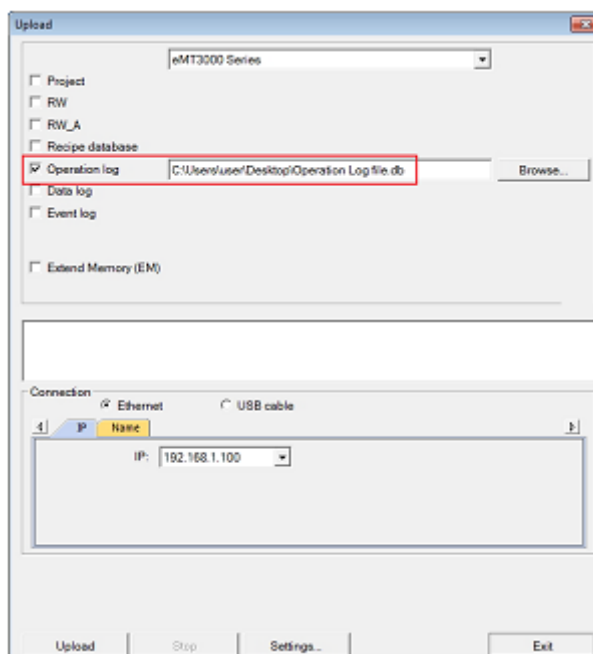 Upload
eMT3000 Series
Project
RW
RW_A
Recipe database
Operation log C:\Users\user\Desktop\Operation Log file.db Browse...
Data log
Event log
Extend Memory (EM)
Connection
Ethernet USB cable
IP Name
IP: 192.168.1.100
Upload Stop Settings... Exit